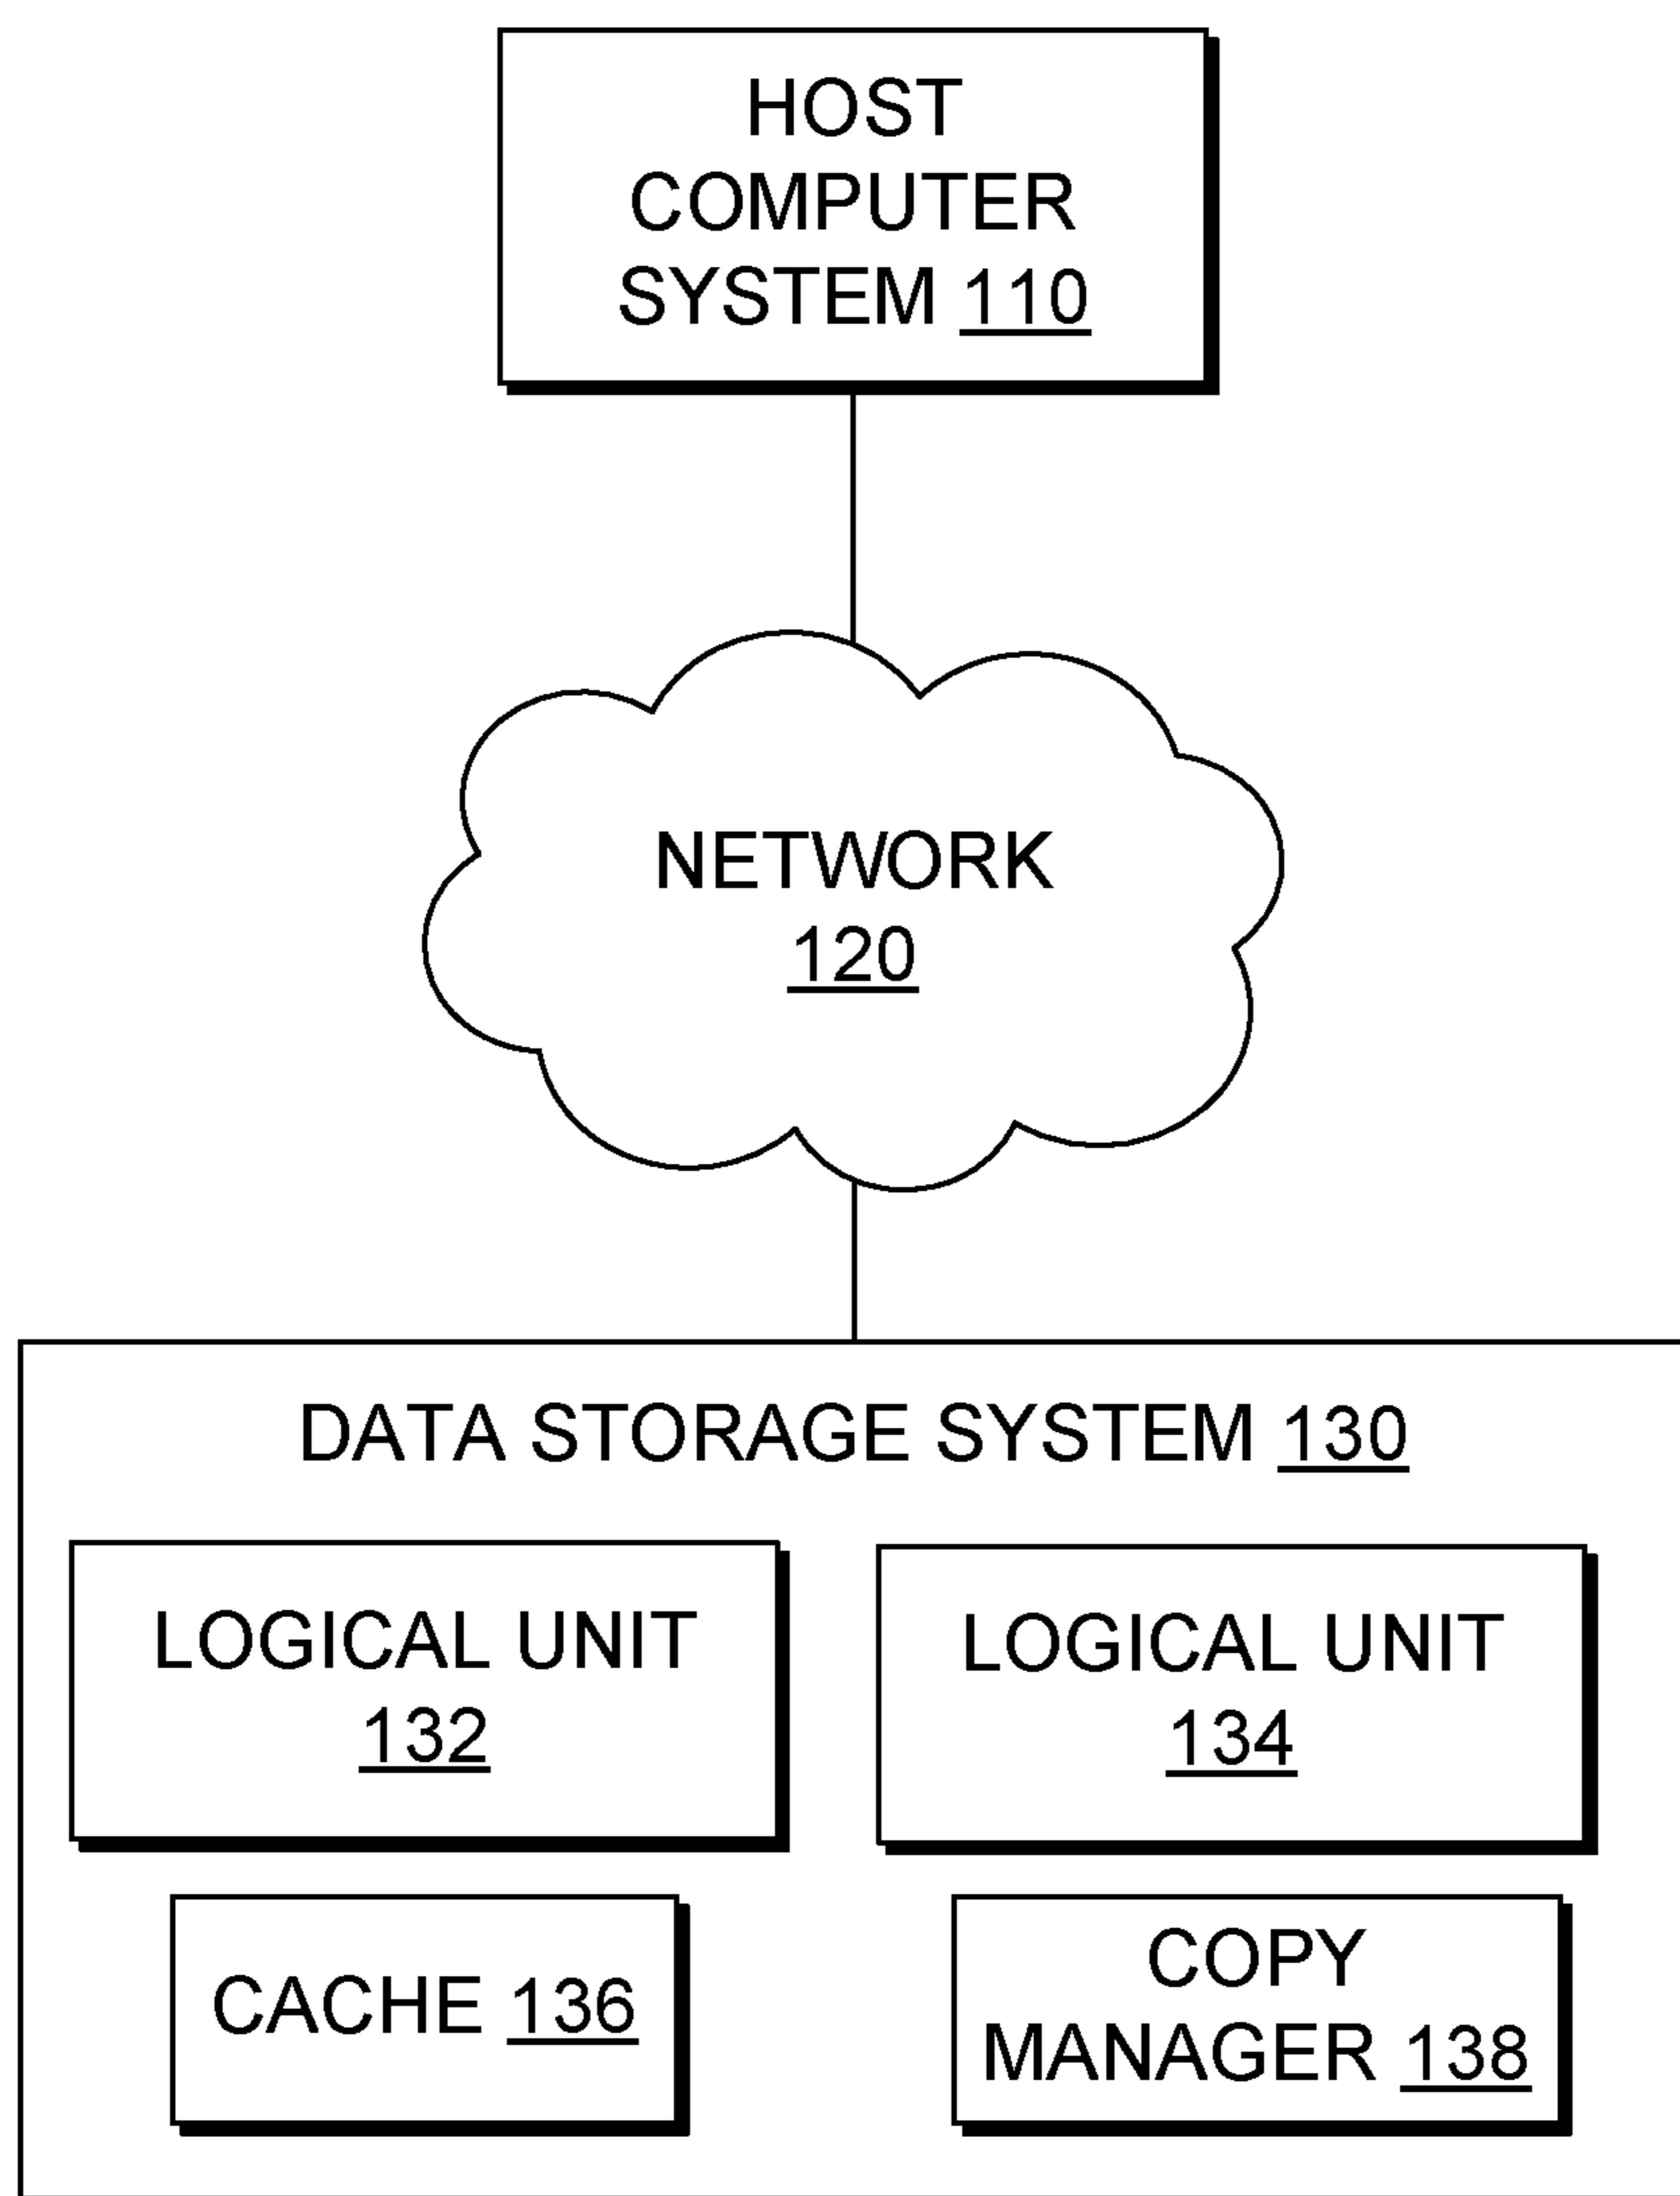 HOST
COMPUTER
SYSTEM 110
NETWORK
120
DATA STORAGE SYSTEM 130
LOGICAL UNIT
132
LOGICAL UNIT
134
CACHE 136
COPY
MANAGER 138